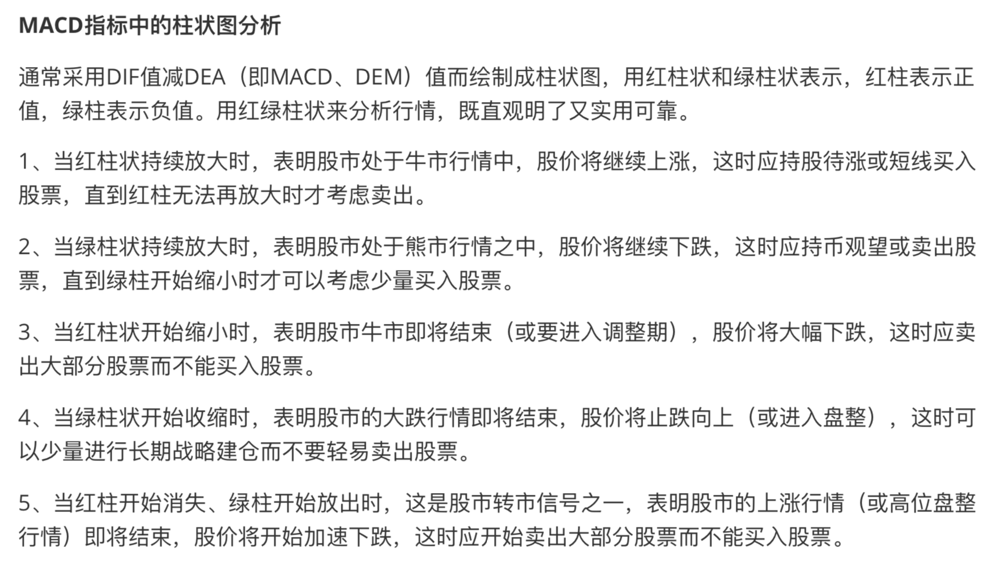 MACD指标中的柱状图分析
通常采用DIF值减DEA（即MACD、DEM）值而绘制成柱状图，用红柱状和绿柱状表示，红柱表示正
值，绿柱表示负值。用红绿柱状来分析行情，既直观明了又实用可靠。
1、当红柱状持续放大时，表明股市处于牛市行情中，股价将继续上涨，这时应持股待涨或短线买入
股票，直到红柱无法再放大时才考虑卖出。
2、当绿柱状持续放大时，表明股市处于熊市行情之中，股价将继续下跌，这时应持币观望或卖出股
票，直到绿柱开始缩小时才可以考虑少量买入股票。
3、当红柱状开始缩小时，表明股市牛市即将结束（或要进入调整期），股价将大幅下跌，这时应卖
出大部分股票而不能买入股票。
4、当绿柱状开始收缩时，表明股市的大跌行情即将结束，股价将止跌向上（或进入盘整），这时可
以少量进行长期战略建仓而不要轻易卖出股票。
5、当红柱开始消失、绿柱开始放出时，这是股市转市信号之一，表明股市的上涨行情（或高位盘整
行情）即将结束，股价将开始加速下跌，这时应开始卖出大部分股票而不能买入股票。